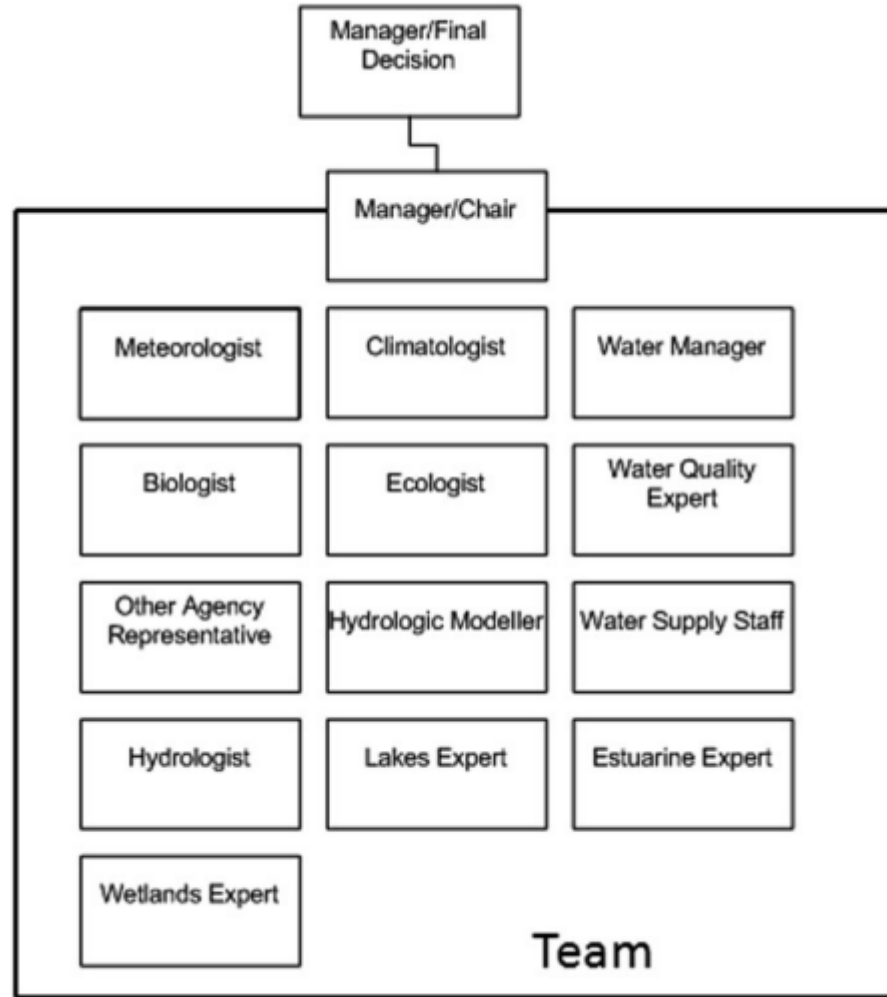 Manager/Final
Decision
Manager/Chair
Meteorologist
Climatologist
Water Manager
Biologist
Ecologist
Water Quality
Expert
Other Agency
Representative
Hydrologic Modeller
Water Supply Staff
Hydrologist
Lakes Expert
Estuarine Expert
Wetlands Expert
Team